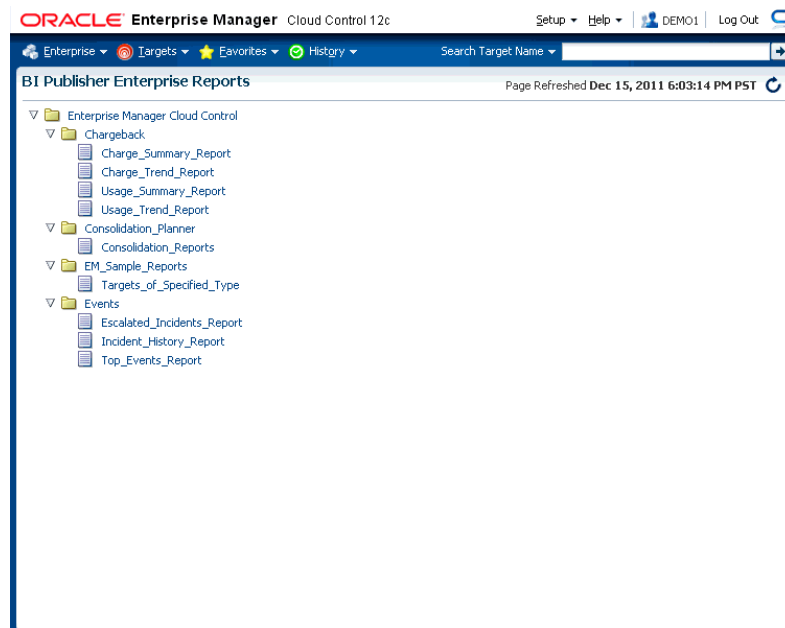 ORACLE Enterprise Manager Cloud Control 12c Setup Help DEMO1 Log Out
Enterprise Targets Favorites History Search Target Name
BI Publisher Enterprise Reports Page Refreshed Dec 15, 2011 6:03:14 PM PST
Enterprise Manager Cloud Control
Chargeback
Charge_Summary_Report
Charge_Trend_Report
Usage_Summary_Report
Usage_Trend_Report
Consolidation_Planner
Consolidation_Reports
EM_Sample_Reports
Targets_of_Specified_Type
Events
Escalated_Incidents_Report
Incident_History_Report
Top_Events_Report